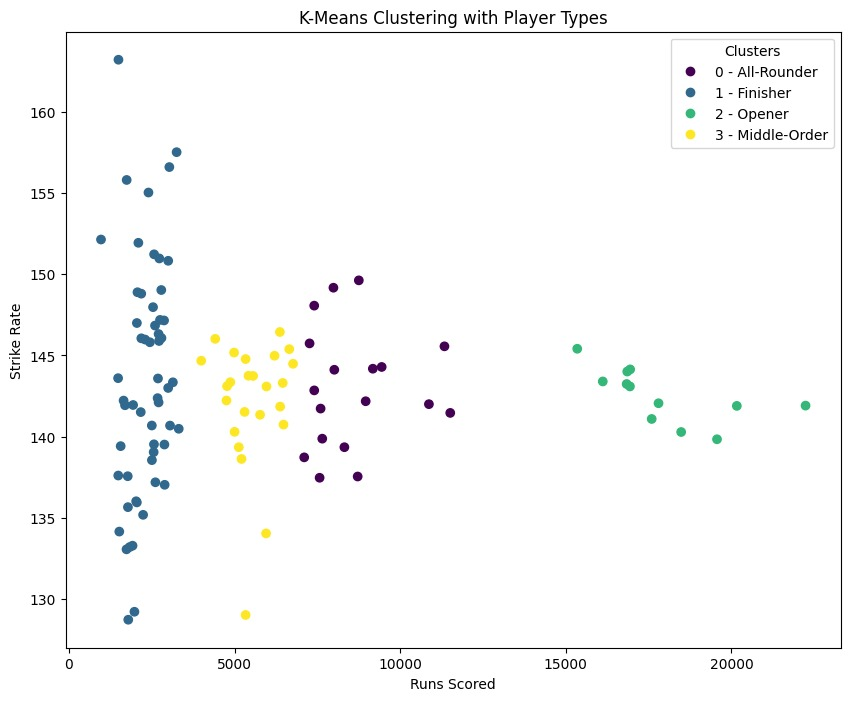 K-Means Clustering with Player Types
Clusters
0 - All-Rounder
1 - Finisher
2 - Opener
3 - Middle-Order
Strike Rate
160
155
150
145
140
135
130
0 5000 10000 15000 20000
Runs Scored